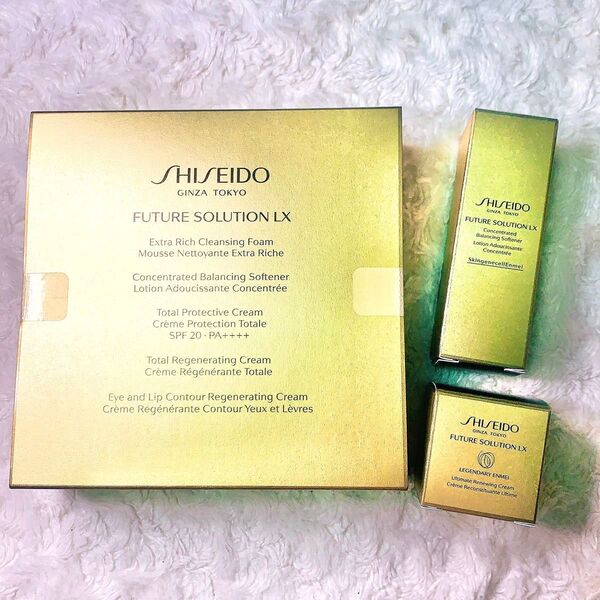 SHISEIDO
GINZA TOKYO
FUTURE SOLUTION LX
Extra Rich Cleansing Foam
Mousse Nettoyante Extra Riche
Concentrated Balancing Softener
Lotion Adoucissante Concentrée
Total Protective Cream
Crème Protection Totale
SPF 20·PA++++
Total Regenerating Cream
Crème Régénérante Totale
Eye and Lip Contour Regenerating Cream
Crème Régénérante Contour Yeux et Lèvres
SHISEIDO
GINZA TOKYO
FUTURE SOLUTION LX
Concentrated
Balancing Softener
Lotion Adoucissante
Concentrée
SkingenecellEnmei
SHISEIDO
GINZA TOKYO
FUTURE SOLUTION LX
LEGENDARY ENMEI
Ultimate Renewing Cream
Crème Reconstituante Ultime